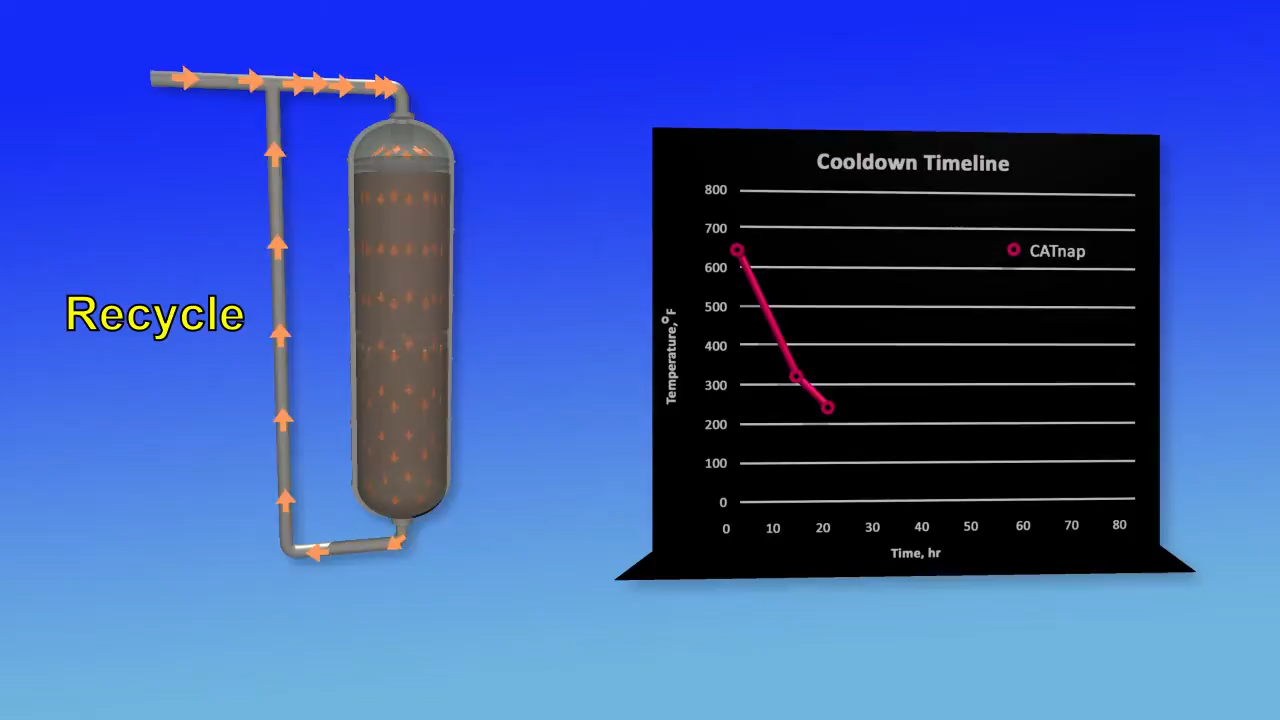 Recycle
Cooldown Timeline
800
700
600
500
400
300
200
100
0
Temperature,°F
CATnap
0 10 20 30 40 50 60 70 80
Time, hr